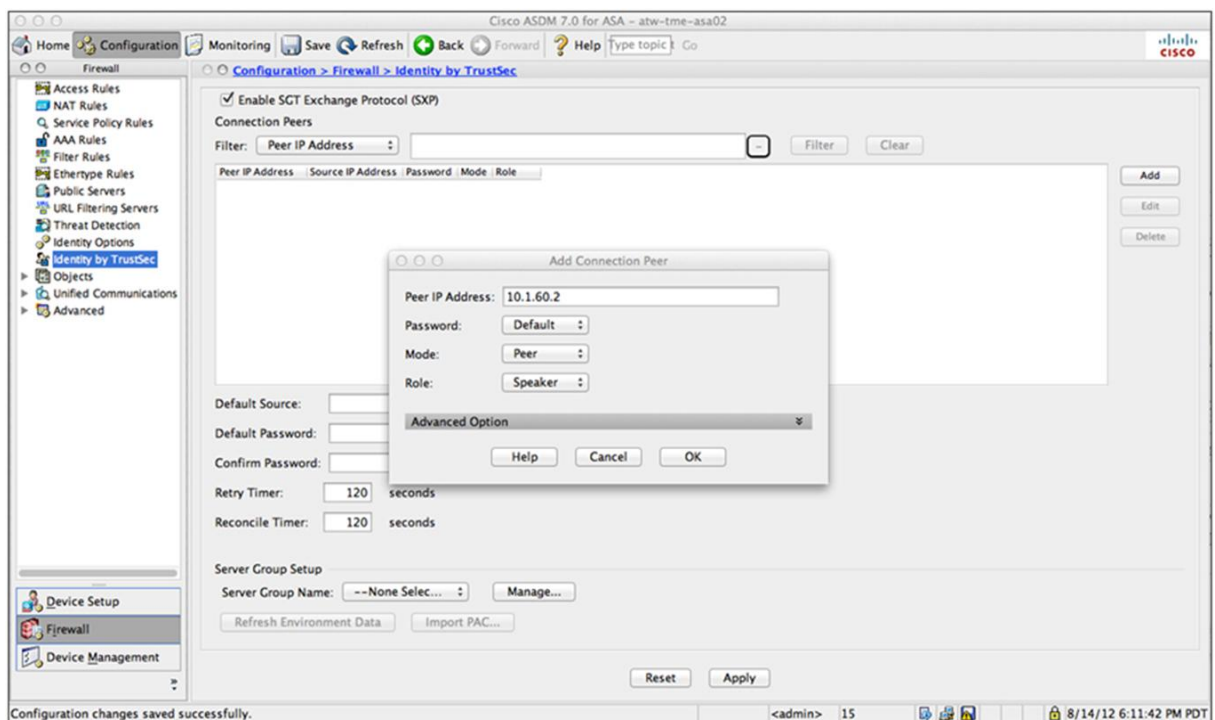 Cisco ASDM 7.0 for ASA - atw-tme-asa02
Home Configuration Monitoring Save Refresh Back Forward Help Type topic Go
cisco
Firewall
Access Rules
NAT Rules
Service Policy Rules
AAA Rules
Filter Rules
Ethertype Rules
Public Servers
URL Filtering Servers
Threat Detection
Identity Options
Identity by TrustSec
Objects
Unified Communications
Advanced
Device Setup
Firewall
Device Management
Configuration > Firewall > Identity by TrustSec
Enable SGT Exchange Protocol (SXP)
Connection Peers
Filter: Peer IP Address Filter Clear
Peer IP Address Source IP Address Password Mode Role
Add
Edit
Delete
Add Connection Peer
Peer IP Address: 10.1.60.2
Password: Default
Mode: Peer
Role: Speaker
Advanced Option
Help Cancel OK
Default Source:
Default Password:
Confirm Password:
Retry Timer: 120 seconds
Reconcile Timer: 120 seconds
Server Group Setup
Server Group Name: --None Selec... Manage...
Refresh Environment Data Import PAC...
Reset Apply
Configuration changes saved successfully. <admin> 15 8/14/12 6:11:42 PM PDT